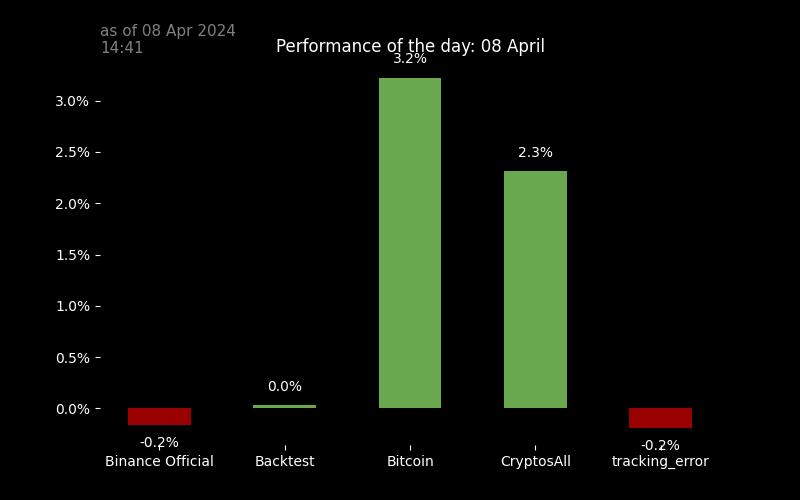 as of 08 Apr 2024
14:41
Performance of the day: 08 April
3.2%
3.0%
2.5%
2.3%
2.0%
1.5%
1.0%
0.5%
0.0%
0.0%
-0.2%
-0.2%
Binance Official
Backtest
Bitcoin
CryptosAll
tracking_error